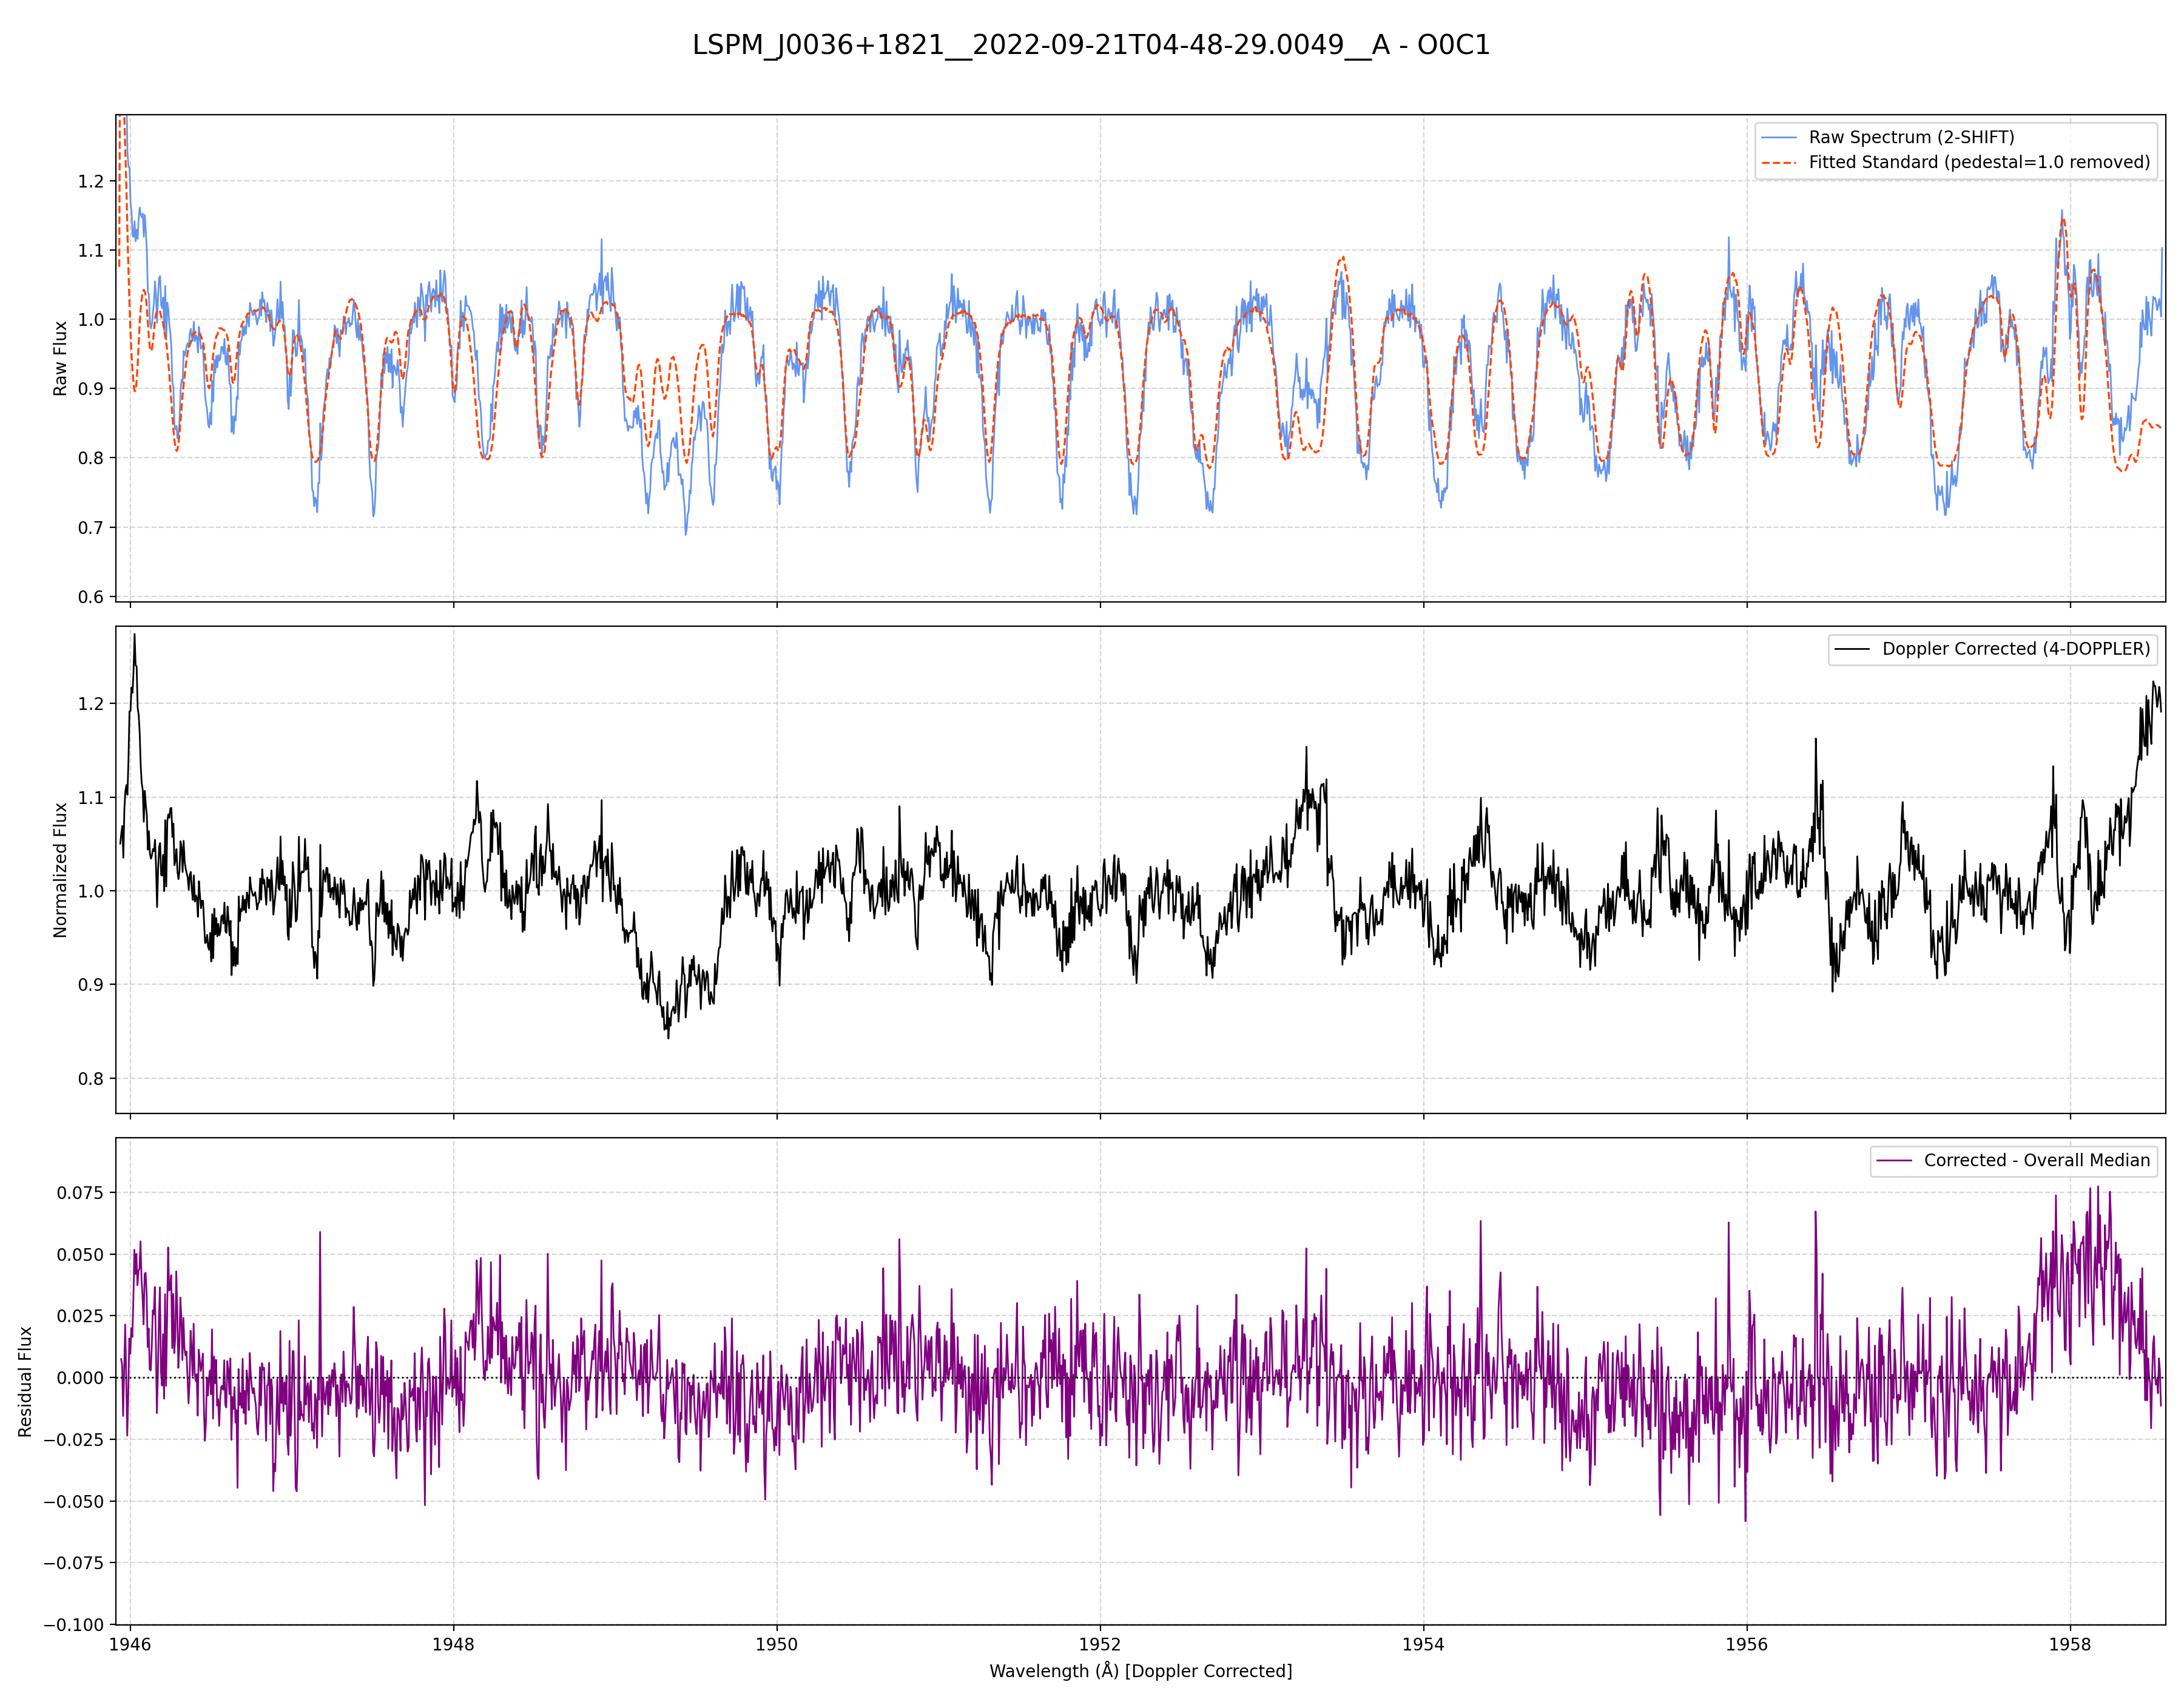 LSPM_J0036+1821__2022-09-21T04-48-29.0049__A - O0C1
Raw Spectrum (2-SHIFT)
Fitted Standard (pedestal=1.0 removed)
Raw Flux
1.2
1.1
1.0
0.9
0.8
0.7
0.6
Doppler Corrected (4-DOPPLER)
Normalized Flux
1.2
1.1
1.0
0.9
0.8
Corrected - Overall Median
Residual Flux
0.075
0.050
0.025
0.000
−0.025
−0.050
−0.075
−0.100
1946 1948 1950 1952 1954 1956 1958
Wavelength (Å) [Doppler Corrected]